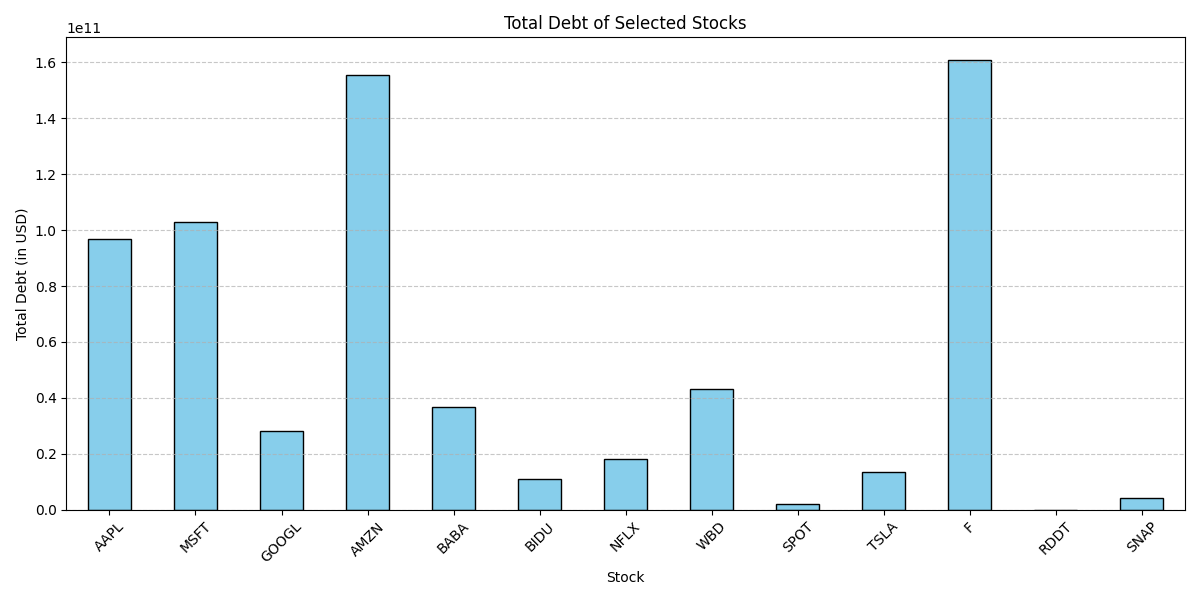 Total Debt of Selected Stocks
1e11
1.6
1.4
1.2
1.0
0.8
0.6
0.4
0.2
0.0
Total Debt (in USD)
AAPL MSFT GOOGL AMZN BABA BIDU NFLX WBD SPOT TSLA F RDDT SNAP
Stock